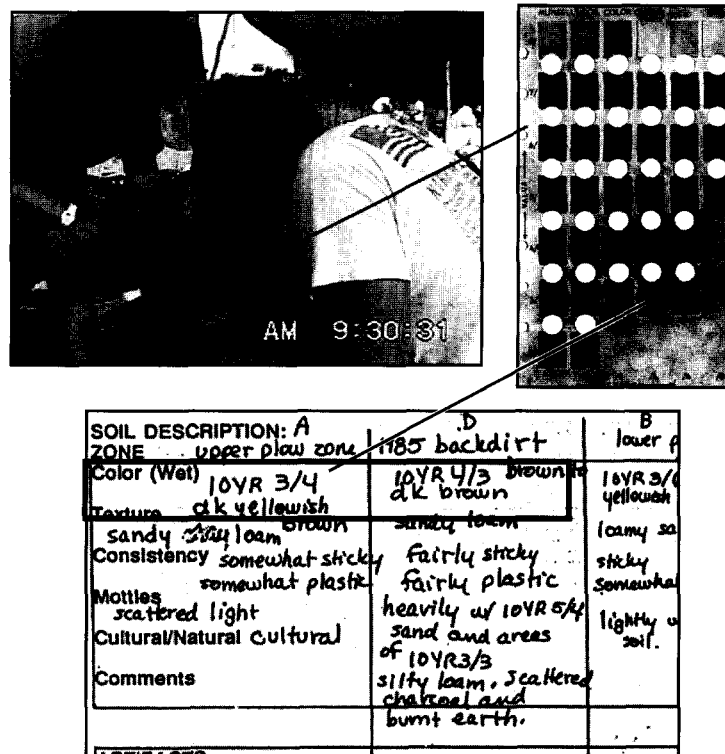 AM 9:30:31
SOIL DESCRIPTION: A D B
ZONE upper plow zone 1985 backdirt lower p
Color (Wet) 10YR 3/4 10YR 4/3 brown to 10YR 3/
dk yellowish dk brown yellowish
Texture brown
sandy loam sandy loam loamy sa
Consistency somewhat sticky fairly sticky sticky
somewhat plastic fairly plastic somewha
Mottles
scattered light heavily w/ 10YR 5/4 lightly
Cultural/Natural cultural sand and areas soil.
of 10YR3/3
Comments silty loam. Scattered
charcoal and
burnt earth.